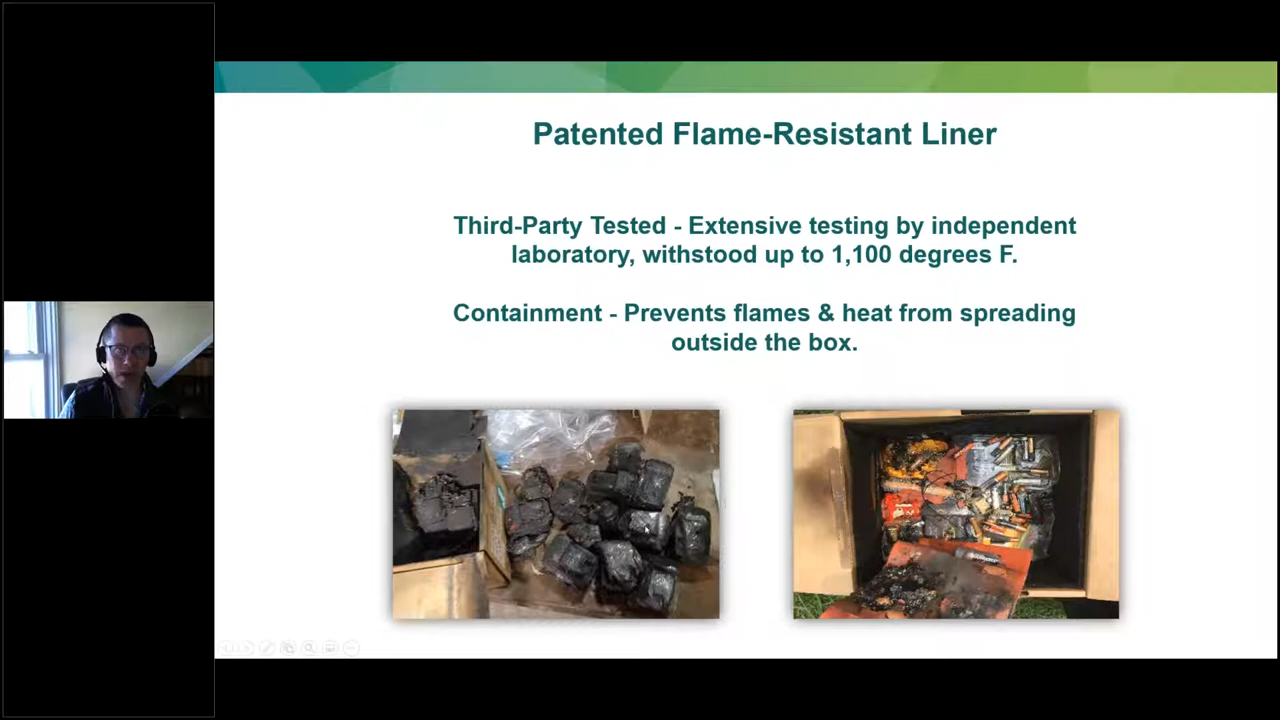 Patented Flame-Resistant Liner
Third-Party Tested - Extensive testing by independent
laboratory, withstood up to 1,100 degrees F.
Containment - Prevents flames & heat from spreading
outside the box.